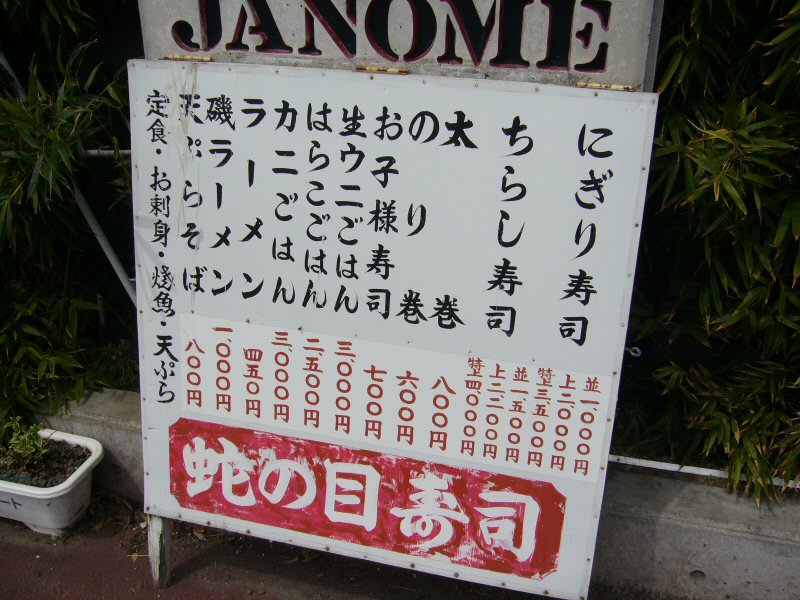 JANOME
にぎり寿司
並一、〇〇〇円
上二、〇〇〇円
特上三、五〇〇円
ちらし寿司
並一、五〇〇円
上二、二〇〇円
特上四、〇〇〇円
太巻
八〇〇円
のり巻
六〇〇円
お子様寿司
七〇〇円
生ウニごはん
三、〇〇〇円
はらこごはん
二、五〇〇円
カニごはん
三、〇〇〇円
ラーメン
四五〇円
磯ラーメン
一、〇〇〇円
天ぷらそば
八〇〇円
定食・お刺身・焼魚・天ぷら
蛇の目寿司